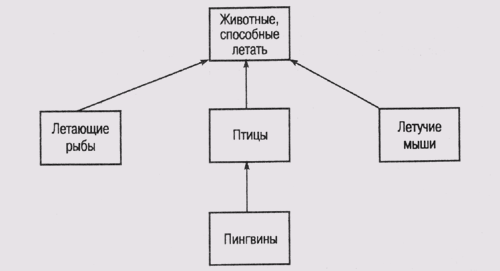 Животные,
способные
летать
Летающие
рыбы
Птицы
Летучие
мыши
Пингвины